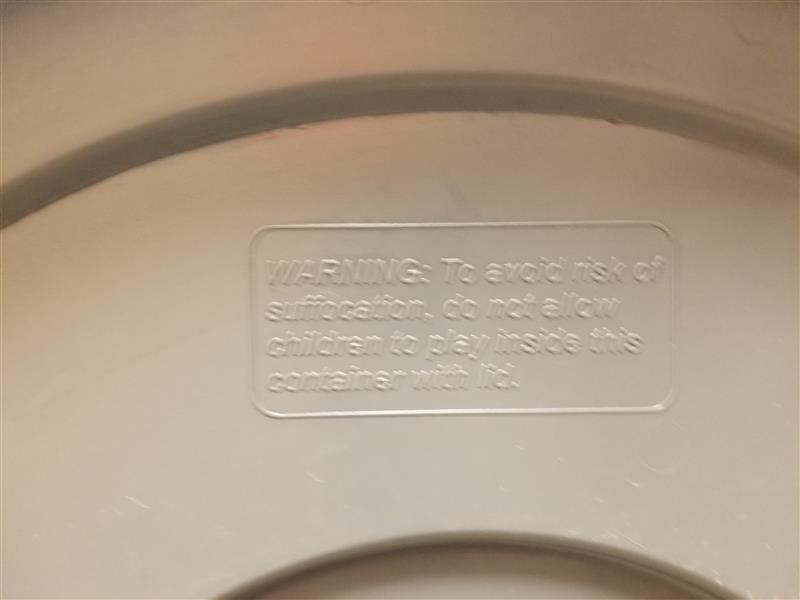 WARNING: To avoid risk of
suffocation, do not allow
children to play inside this
container with lid.